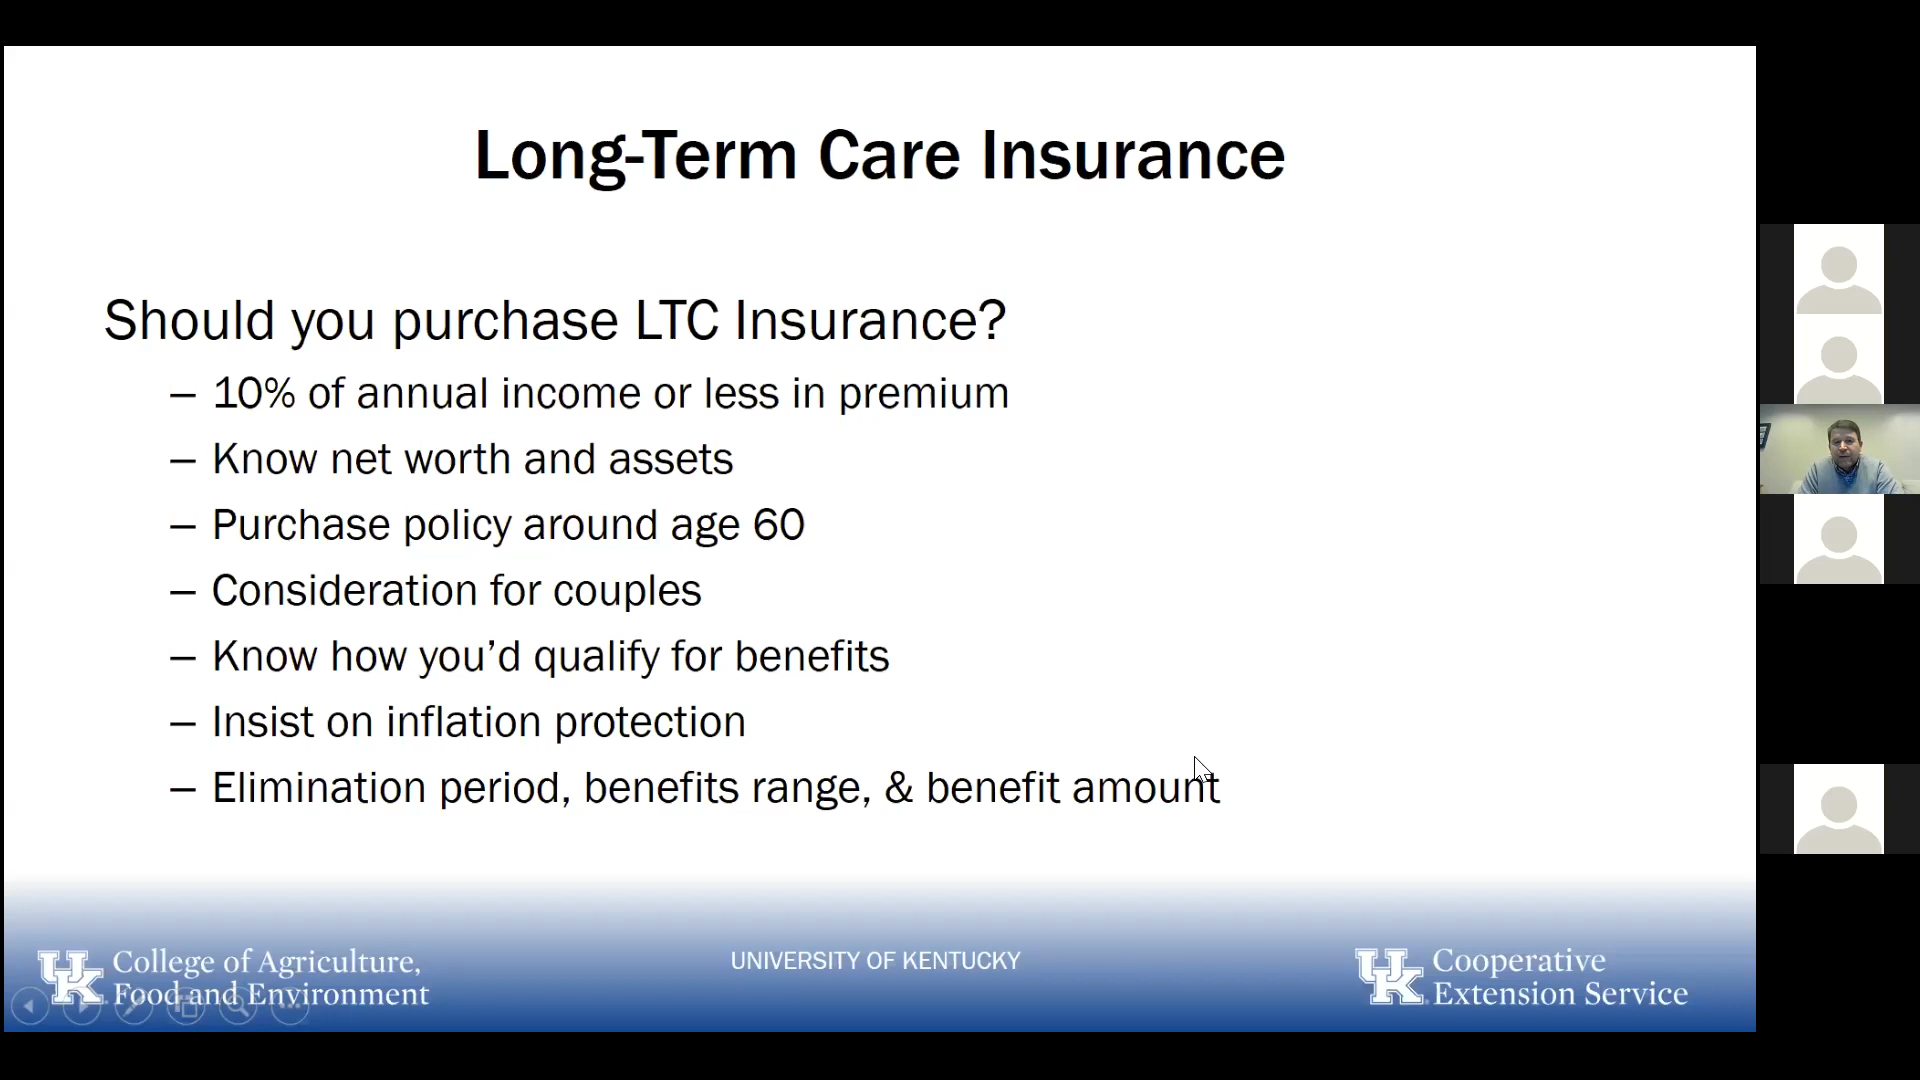 Long-Term Care Insurance
Should you purchase LTC Insurance?
– 10% of annual income or less in premium
– Know net worth and assets
– Purchase policy around age 60
– Consideration for couples
– Know how you’d qualify for benefits
– Insist on inflation protection
– Elimination period, benefits range, & benefit amount
UK College of Agriculture,
Food and Environment
UNIVERSITY OF KENTUCKY
UK Cooperative
Extension Service